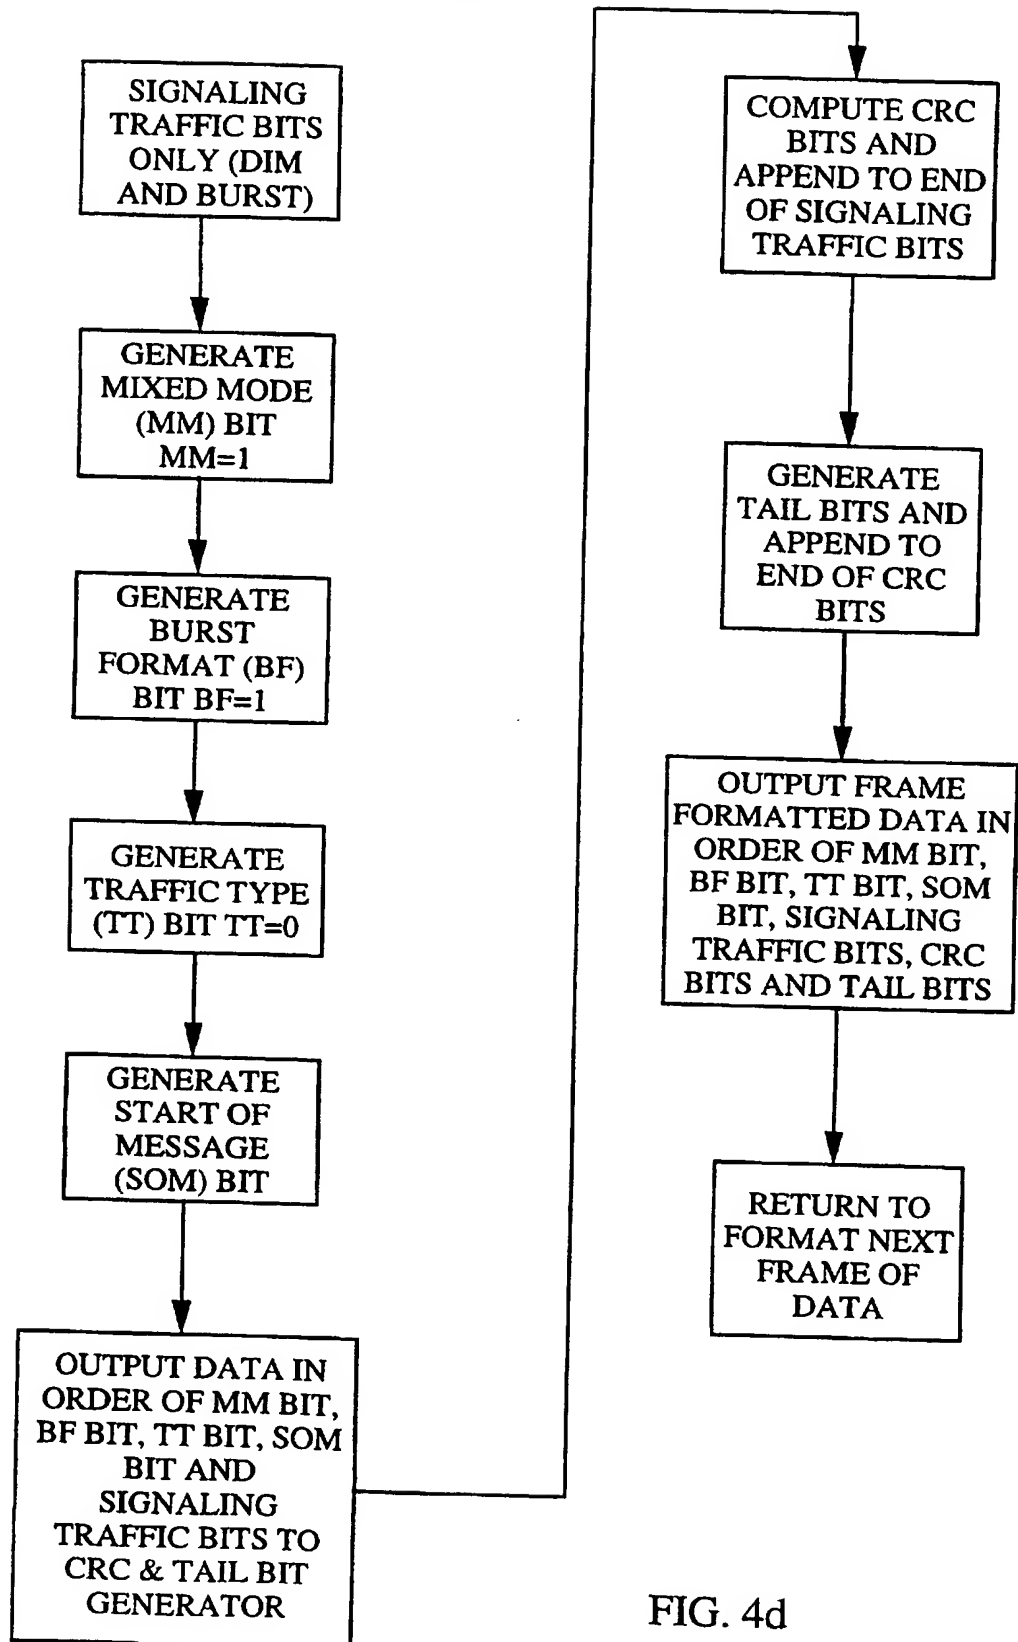 SIGNALING
TRAFFIC BITS
ONLY (DIM
AND BURST)
GENERATE
MIXED MODE
(MM) BIT
MM=1
GENERATE
BURST
FORMAT (BF)
BIT BF=1
GENERATE
TRAFFIC TYPE
(TT) BIT TT=0
GENERATE
START OF
MESSAGE
(SOM) BIT
OUTPUT DATA IN
ORDER OF MM BIT,
BF BIT, TT BIT, SOM
BIT AND
SIGNALING
TRAFFIC BITS TO
CRC & TAIL BIT
GENERATOR
COMPUTE CRC
BITS AND
APPEND TO END
OF SIGNALING
TRAFFIC BITS
GENERATE
TAIL BITS AND
APPEND TO
END OF CRC
BITS
OUTPUT FRAME
FORMATTED DATA IN
ORDER OF MM BIT,
BF BIT, TT BIT, SOM
BIT, SIGNALING
TRAFFIC BITS, CRC
BITS AND TAIL BITS
RETURN TO
FORMAT NEXT
FRAME OF
DATA
FIG. 4d